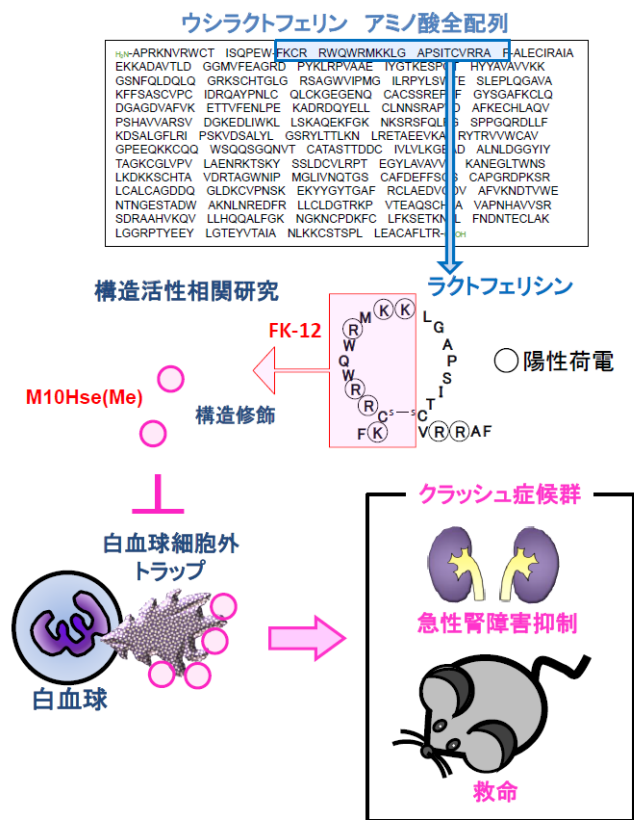 ウシラクトフェリン アミノ酸全配列
H₂N-APRKNVRWCT ISQPEW-FKCR RWQWRMKKLG APSITCVRRA F-ALECIRAIA
EKKADAVTLD GGMVFEAGRD PYKLRPVAAE HYYAVAVVKK
GSNFQLDQLQ GRKSCHTGLG RSAGWVIPMG ILRPYLSWTE SLEPLQGAVA
KFFSASCVPC IDRQAYPNLC QLCKGEGENQ CACSSREPFF GYSGAFKCLQ
DGAGDVAFVK ETTVFENLPE KADRDQYELL CLNNSRAPVD AFKECHLAQV
PSHAVVARSV DGKEDLIWKL LSKAQEKFGK NKSRSFQLFG SPPGQRDLLF
KDSALGFLRI PSKVDSALYL GSRYLTTLKN LRETAEEVKA RYTRVVWCAV
GPEEQKKCQQ WSQQSGQNVT CATASTTDDC IVLVLKGEAD ALNLDGGYIY
TAGKCGLVPV LAENRKTSKY SSLDCVLRPT EGYLAVAVVK KANEGLTWNS
LKDKKSCHTA VDRTAGWNIP MGLIVNQTGS CAFDEFFSQS CAPGRDPKSR
LCALCAGDDQ GLDKCVPNSK EKYYGYTGAF RCLAEDVGDV AFVKNDTVWE
NTNGESTADW AKNLNREDFR LLCLDGTRKP VTEAQSCHLA VAPNHAVVSR
SDRAAHVKQV LLHQQALFGK NGKNCPDKFC LFKSETKNLL FNDNTECLAK
LGGRPTYEEY LGTEYVTAIA NLKKCSTSPL LEACAFLTR-COOH
構造活性相関研究
ラクトフェリシン
FK-12
FKCRRWQWRMKKLGAPSITCVRRAF
S-S
陽性荷電
M10Hse(Me)
構造修飾
クラッシュ症候群
白血球細胞外
トラップ
急性腎障害抑制
白血球
救命